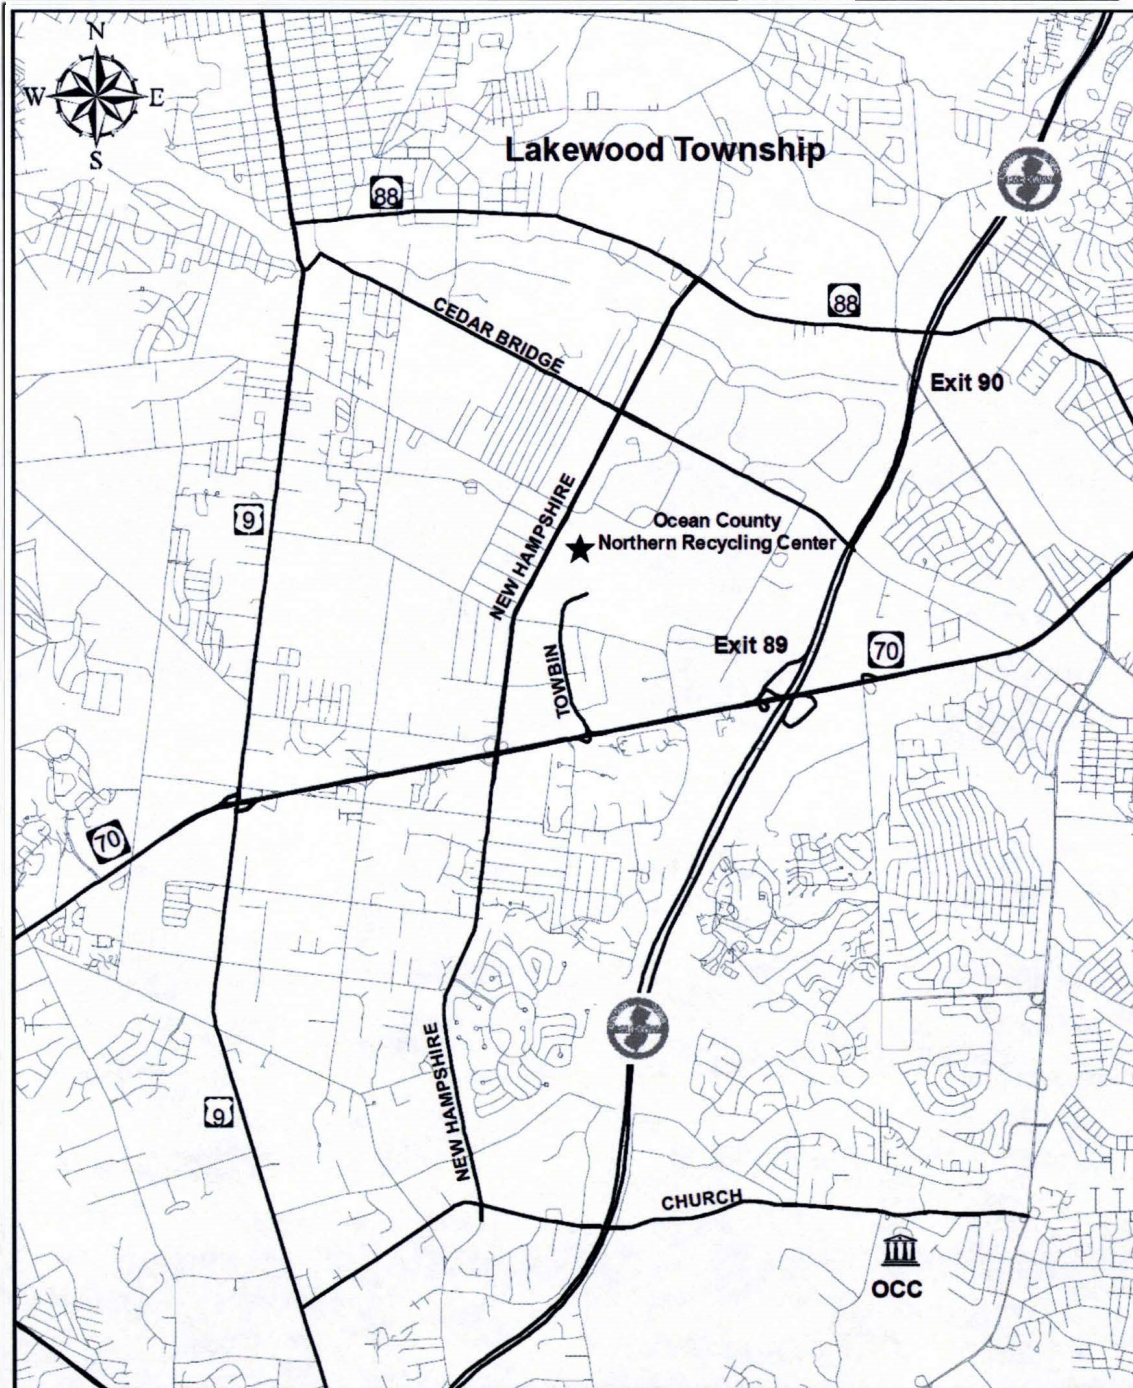 N
W E
S
Lakewood Township
88
CEDAR BRIDGE
88
Exit 90
9
NEW HAMPSHIRE
Ocean County
Northern Recycling Center
Exit 89
70
TOWBIN
70
NEW HAMPSHIRE
9
CHURCH
OCC